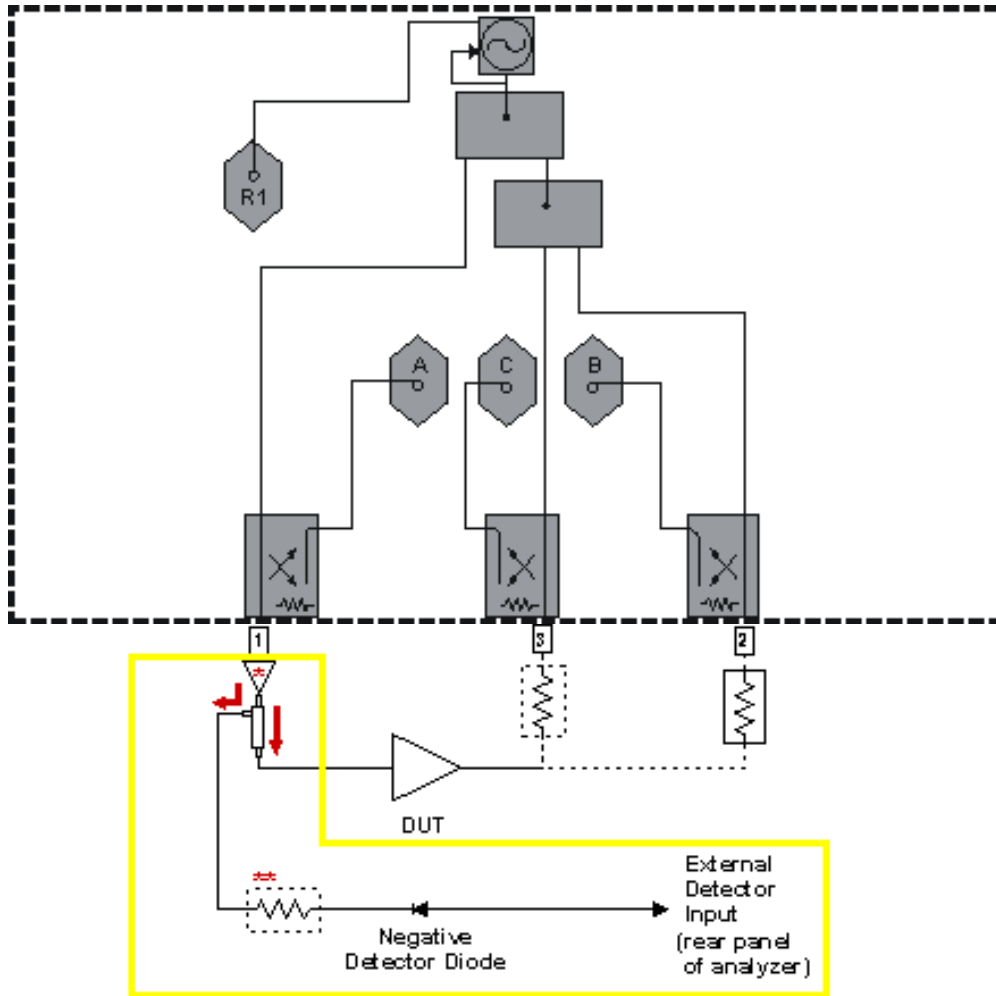 R1
A
C
B
1
3
2
*
DUT
**
External
Detector
Input
(rear panel
of analyzer)
Negative
Detector Diode